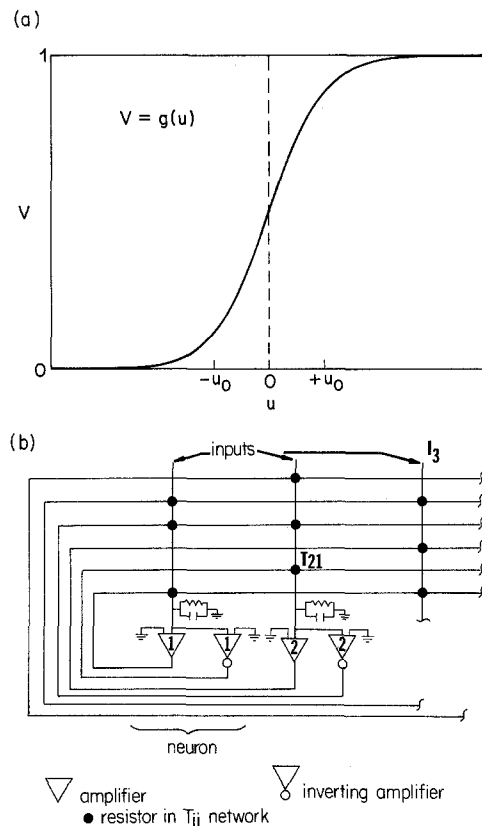 (a)
1
V = g(u)
V
0
-u₀ 0 +u₀
u
(b)
inputs I₃
T₂₁
1 1 2 2
neuron
amplifier
inverting amplifier
resistor in Tᵢⱼ network